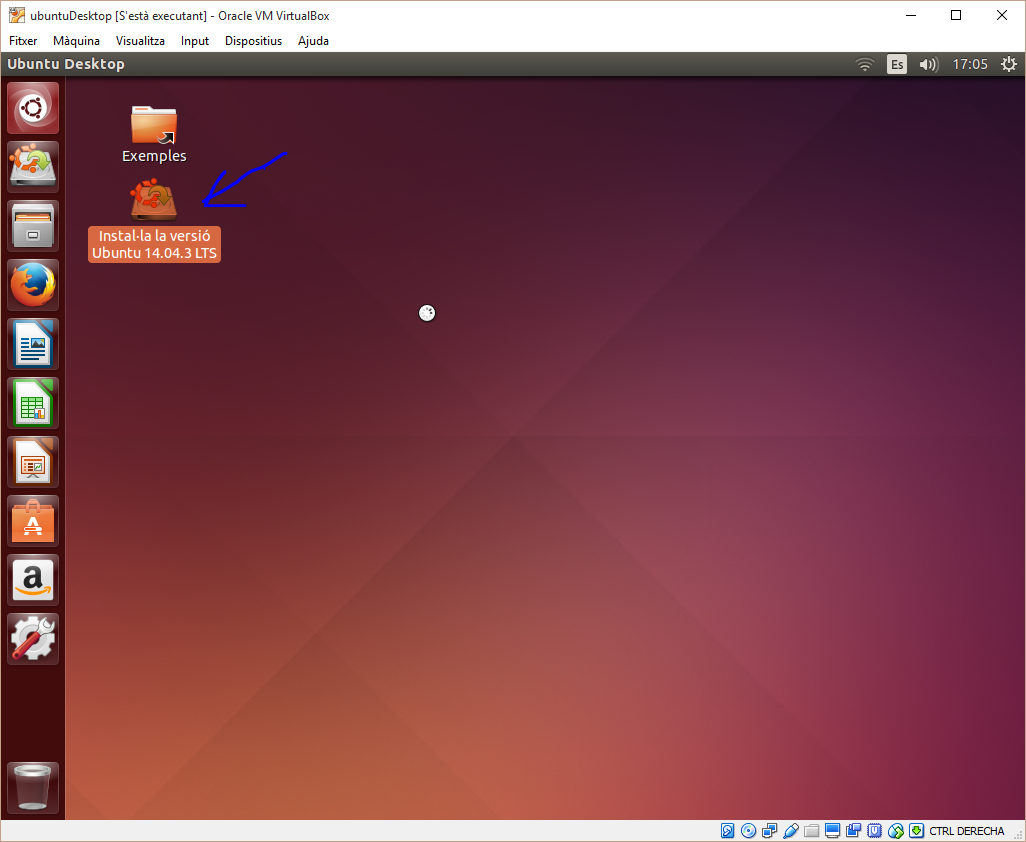 ubuntuDesktop [S'està executant] - Oracle VM VirtualBox
Fitxer Màquina Visualitza Input Dispositius Ajuda
Ubuntu Desktop Es 17:05
Exemples
Instal·la la versió
Ubuntu 14.04.3 LTS
A
a
CTRL DERECHA